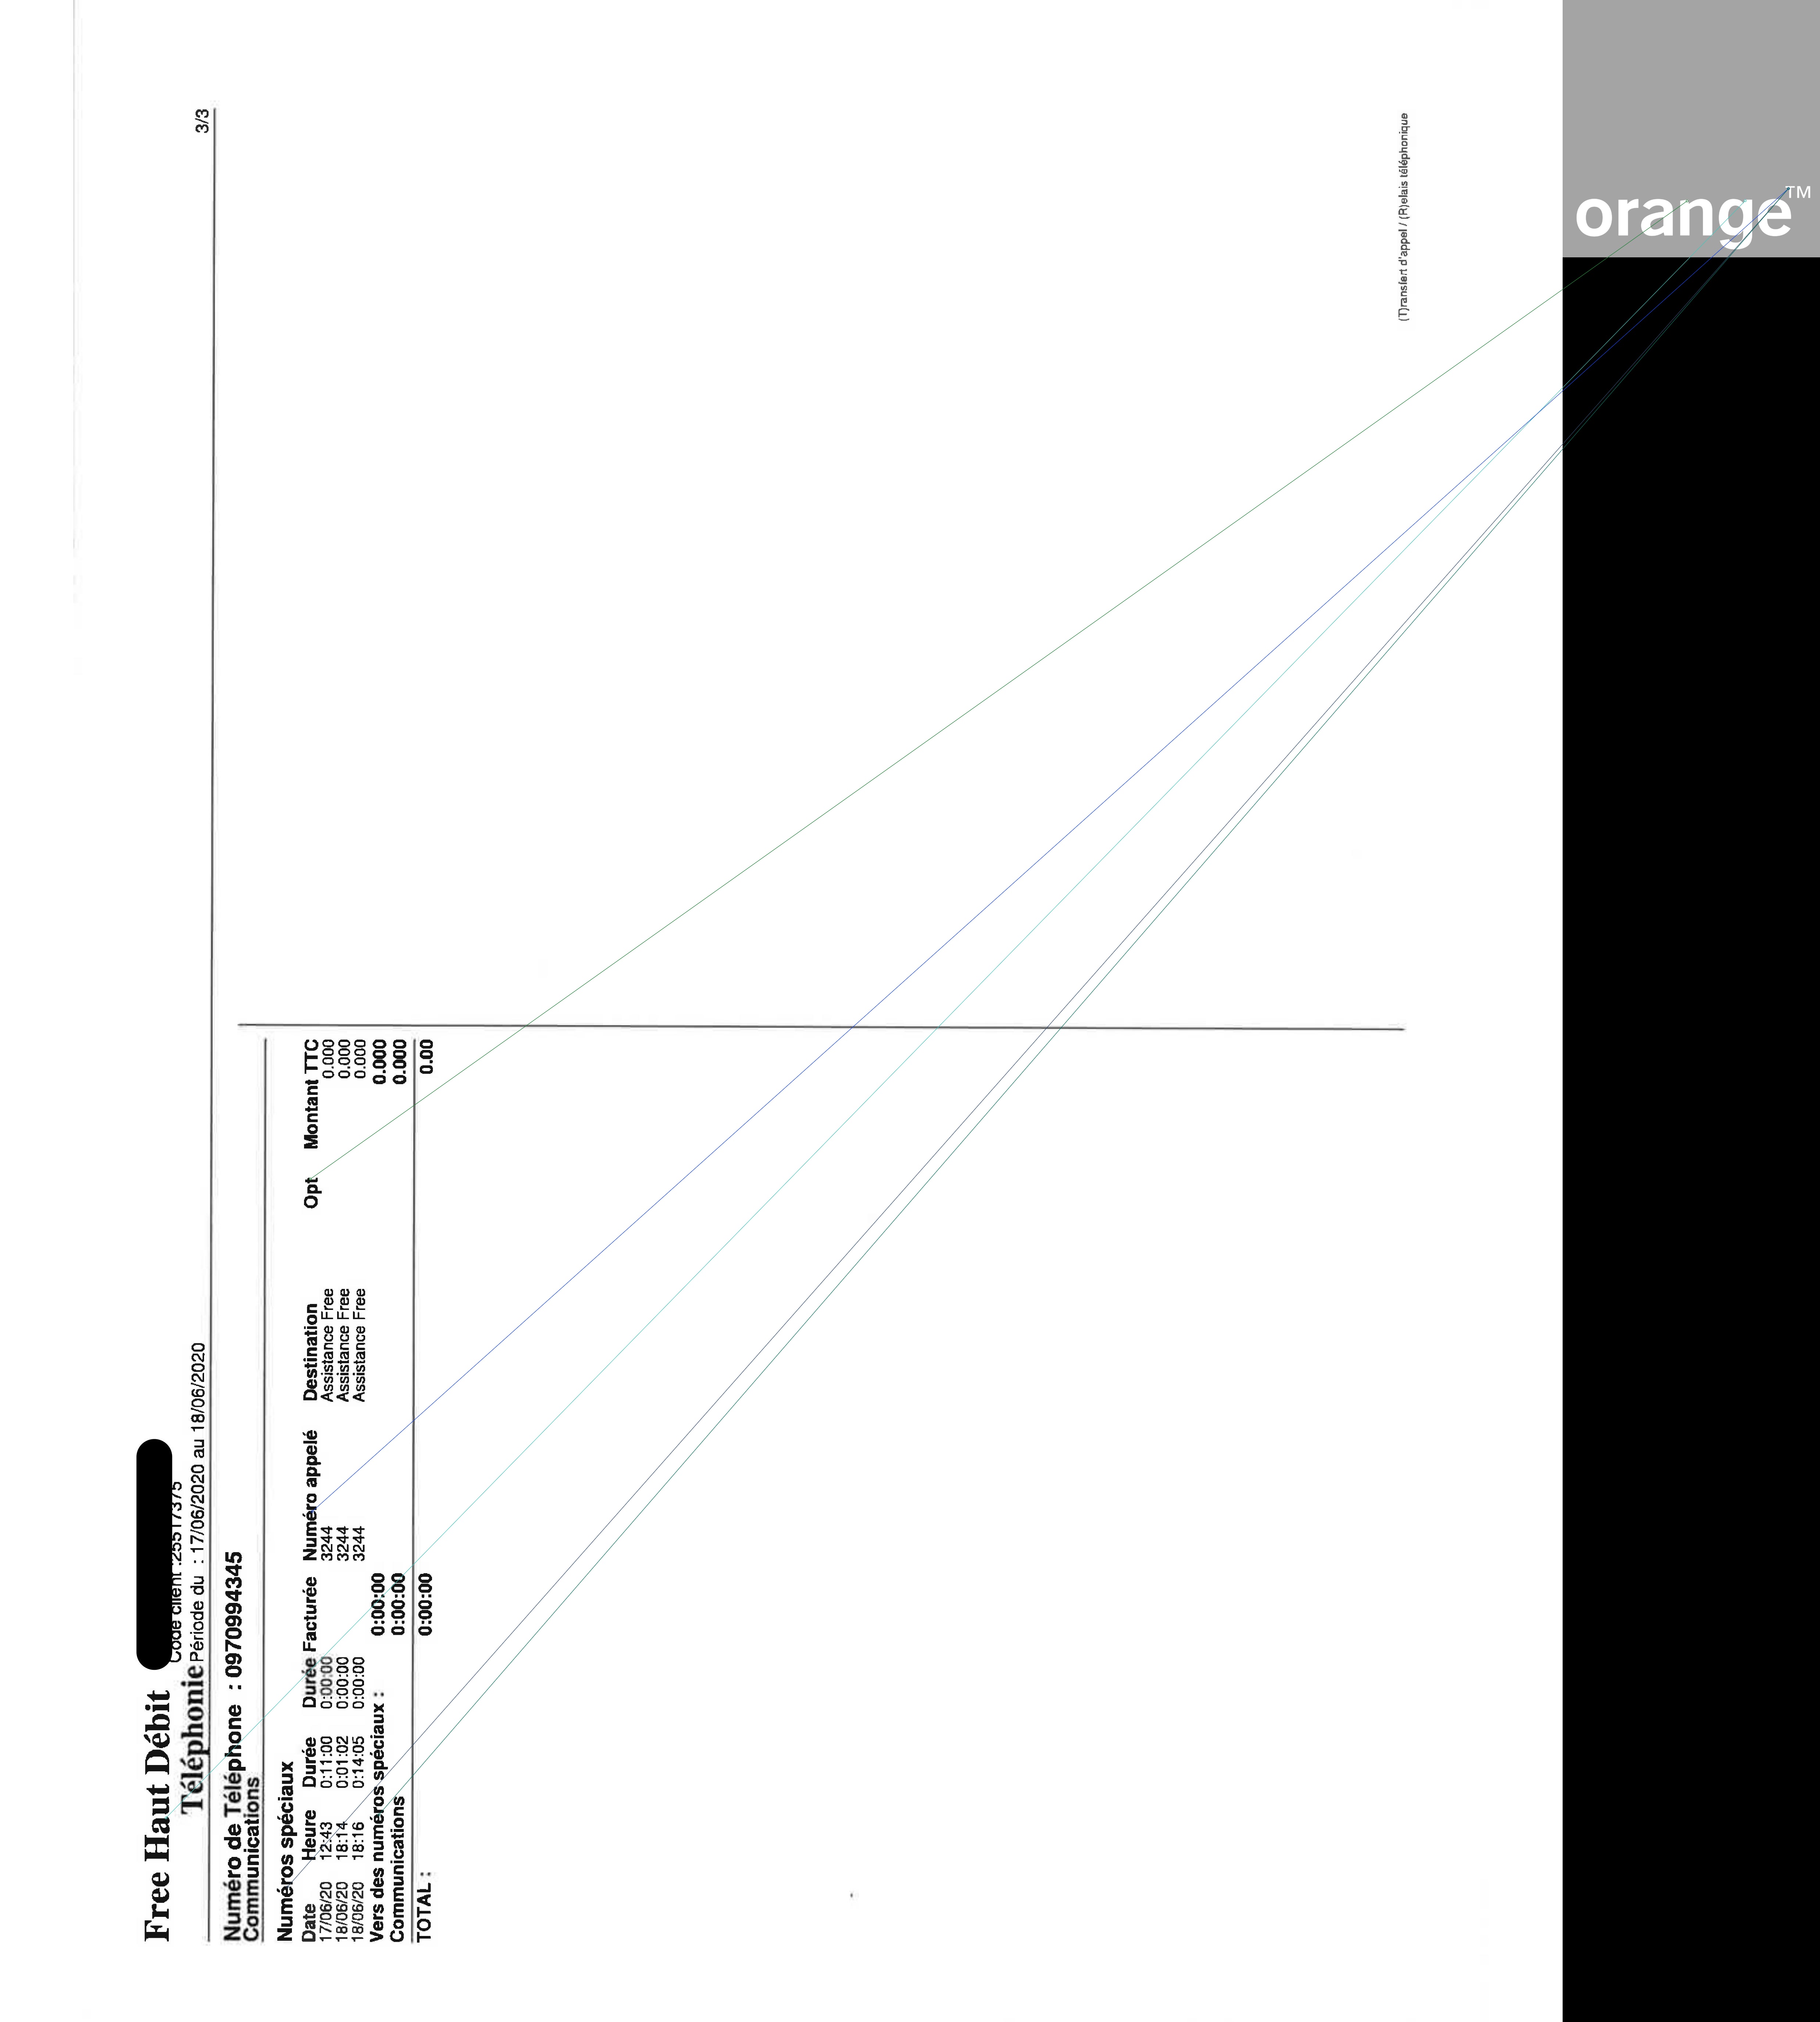 Free Haut Débit
Code client :25517375
Téléphonie Période du : 17/06/2020 au 18/06/2020
3/3
Numéro de Téléphone : 0970994345
Communications
Numéros spéciaux
Date Heure Durée Durée Facturée Numéro appelé Destination Opt Montant TTC
17/06/20 12:43 0:11:00 0:00:00 3244 Assistance Free 0.000
18/06/20 18:14 0:01:02 0:00:00 3244 Assistance Free 0.000
18/06/20 18:16 0:14:05 0:00:00 3244 Assistance Free 0.000
Vers des numéros spéciaux : 0:00:00 0.000
Communications 0:00:00 0.000
TOTAL : 0:00:00 0.00
(T)ransfert d'appel / (R)elais téléphonique
orange™